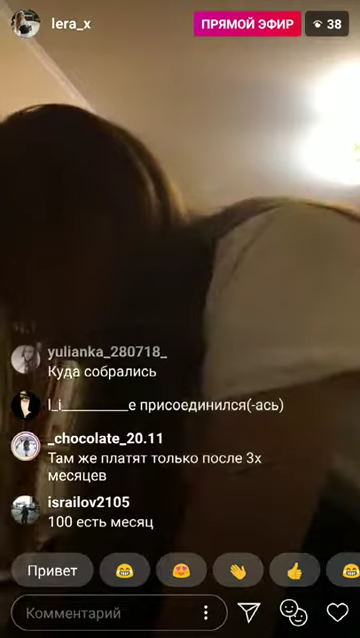 lera_x
ПРЯМОЙ ЭФИР
38
yulianka_280718_
Куда собрались
l_i__________e присоединился(-ась)
_chocolate_20.11
Там же платят только после 3х
месяцев
israilov2105
100 есть месяц
Привет
Комментарий